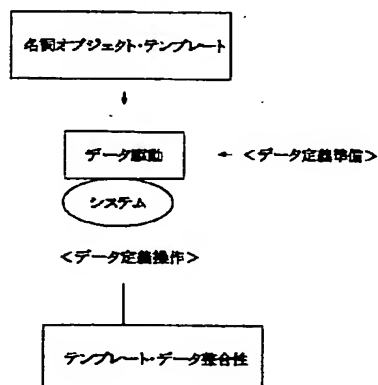 名詞オブジェクト・テンプレート
データ駆動
← <データ定義準備>
システム
<データ定義操作>
テンプレート・データ整合性